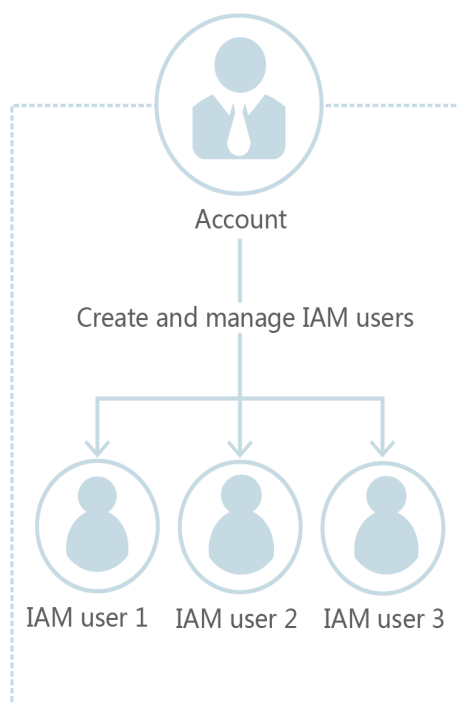 Account
Create and manage IAM users
IAM user 1
IAM user 2
IAM user 3